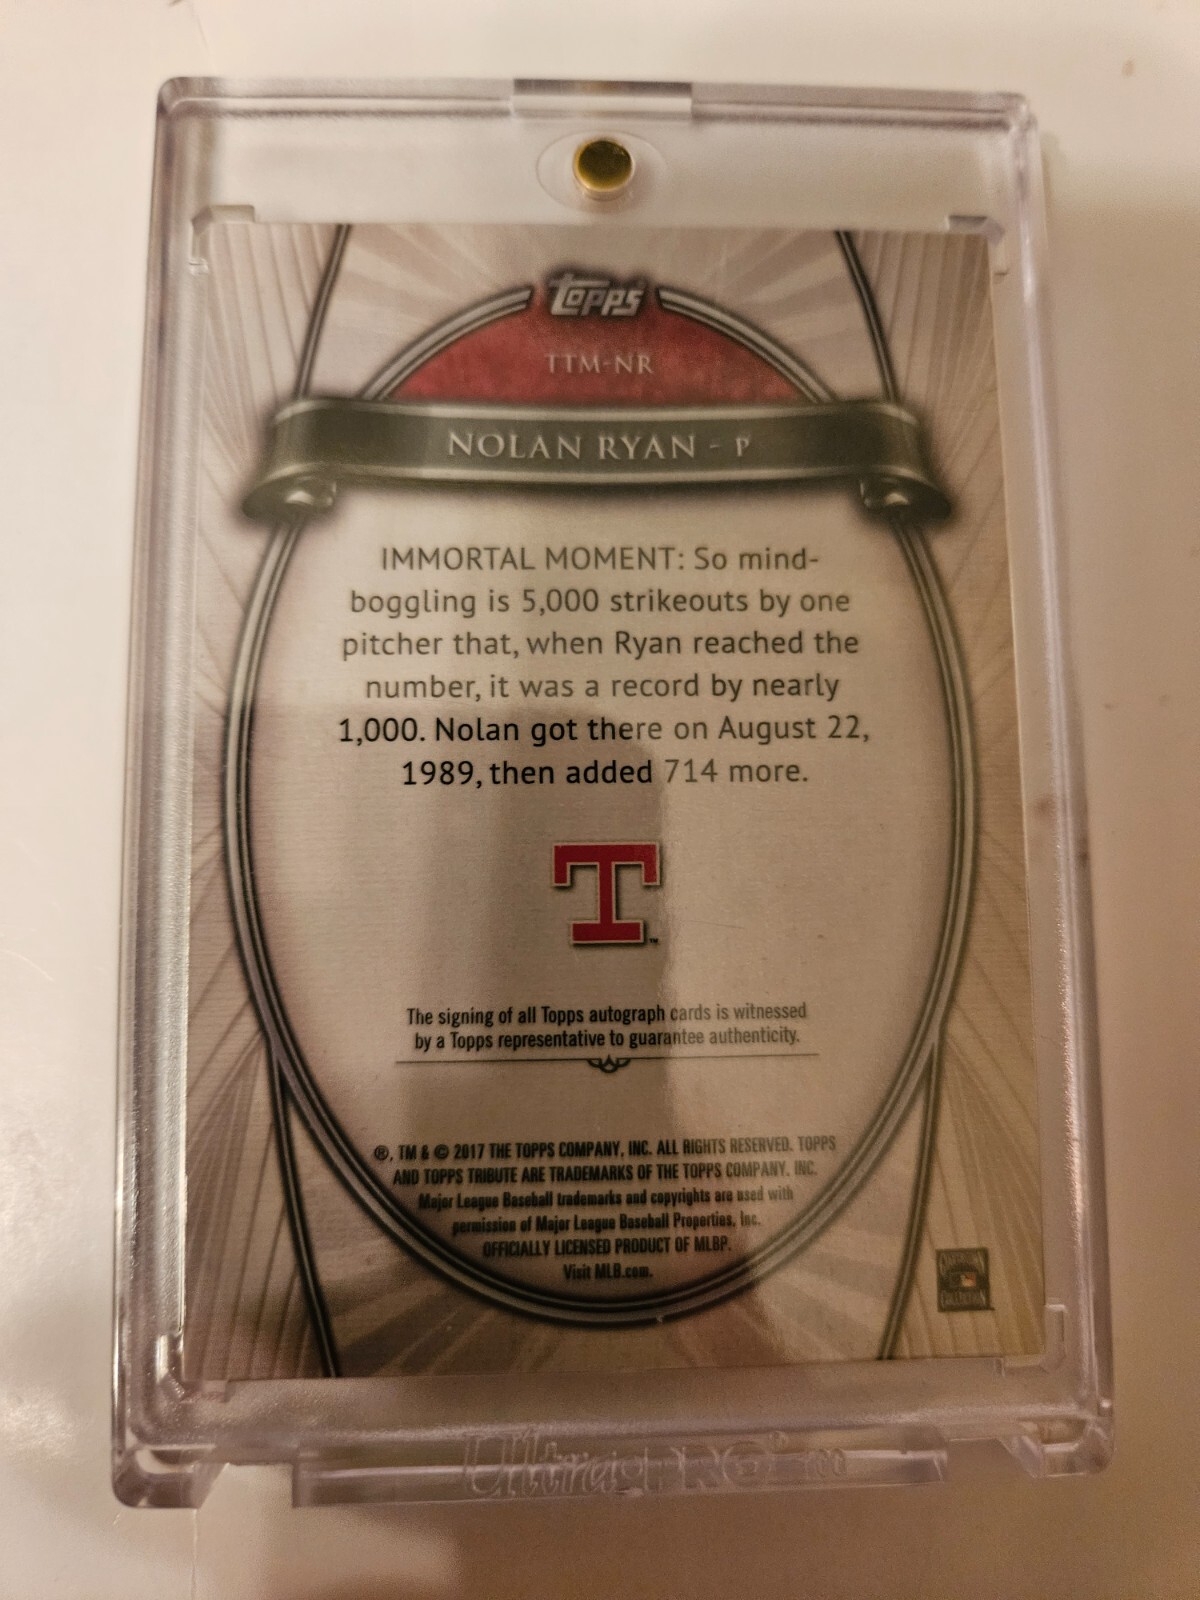 Topps
TTM-NR
NOLAN RYAN - P
IMMORTAL MOMENT: So mind-
boggling is 5,000 strikeouts by one
pitcher that, when Ryan reached the
number, it was a record by nearly
1,000. Nolan got there on August 22,
1989, then added 714 more.
T™
The signing of all Topps autograph cards is witnessed
by a Topps representative to guarantee authenticity.
®, TM & © 2017 THE TOPPS COMPANY, INC. ALL RIGHTS RESERVED. TOPPS
AND TOPPS TRIBUTE ARE TRADEMARKS OF THE TOPPS COMPANY, INC.
Major League Baseball trademarks and copyrights are used with
permission of Major League Baseball Properties, Inc.
OFFICIALLY LICENSED PRODUCT OF MLBP.
Visit MLB.com.
COLLECTION
Ultra PRO®